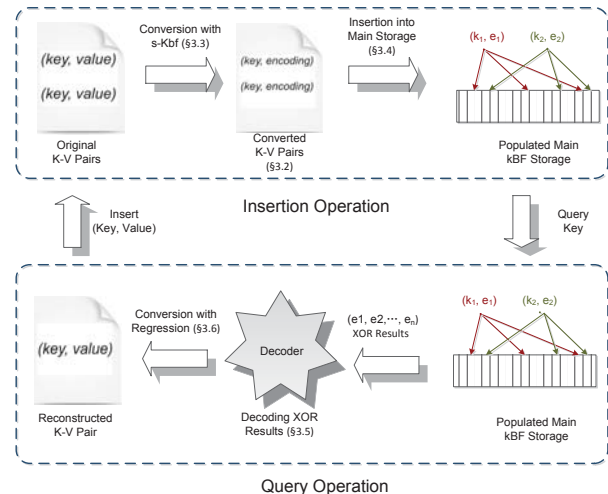 Conversion with
s-Kbf (§3.3)
Insertion into
Main Storage
(§3.4)
(key, value)
(key, value)
(key, encoding)
(key, encoding)
(k1, e1)
(k2, e2)
Original
K-V Pairs
Converted
K-V Pairs
(§3.2)
Populated Main
kBF Storage
Insert
(Key, Value)
Insertion Operation
Query
Key
Conversion with
Regression (§3.6)
(key, value)
Decoder
(e1, e2,⋯, en)
XOR Results
(k1, e1)
(k2, e2)
Reconstructed
K-V Pair
Decoding XOR
Results (§3.5)
Populated Main
kBF Storage
Query Operation